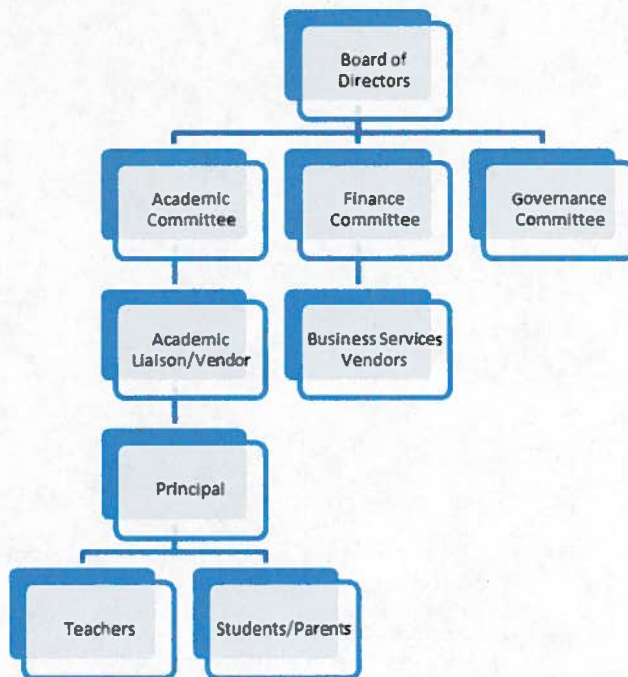 Board of
Directors
Academic
Committee
Finance
Committee
Governance
Committee
Academic
Liaison/Vendor
Business Services
Vendors
Principal
Teachers
Students/Parents